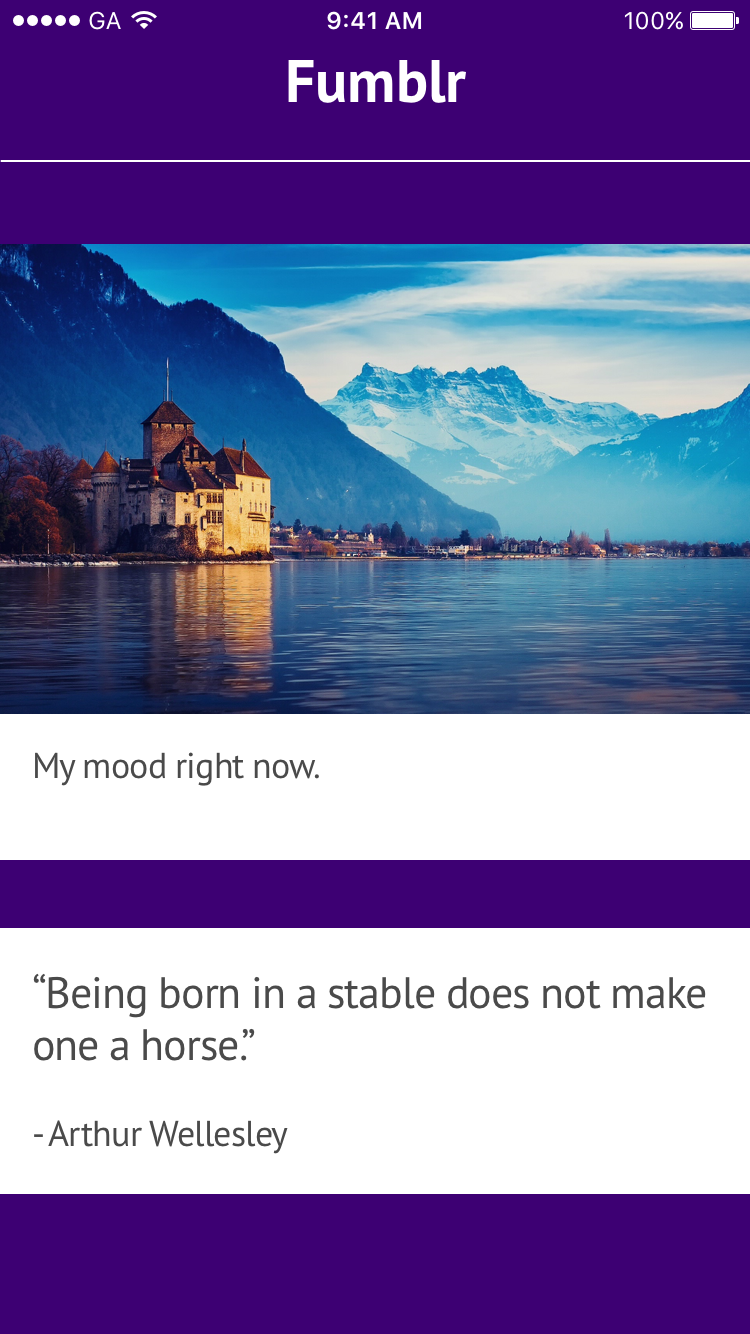 GA 9:41 AM 100%
Fumblr
My mood right now.
“Being born in a stable does not make
one a horse.”
- Arthur Wellesley